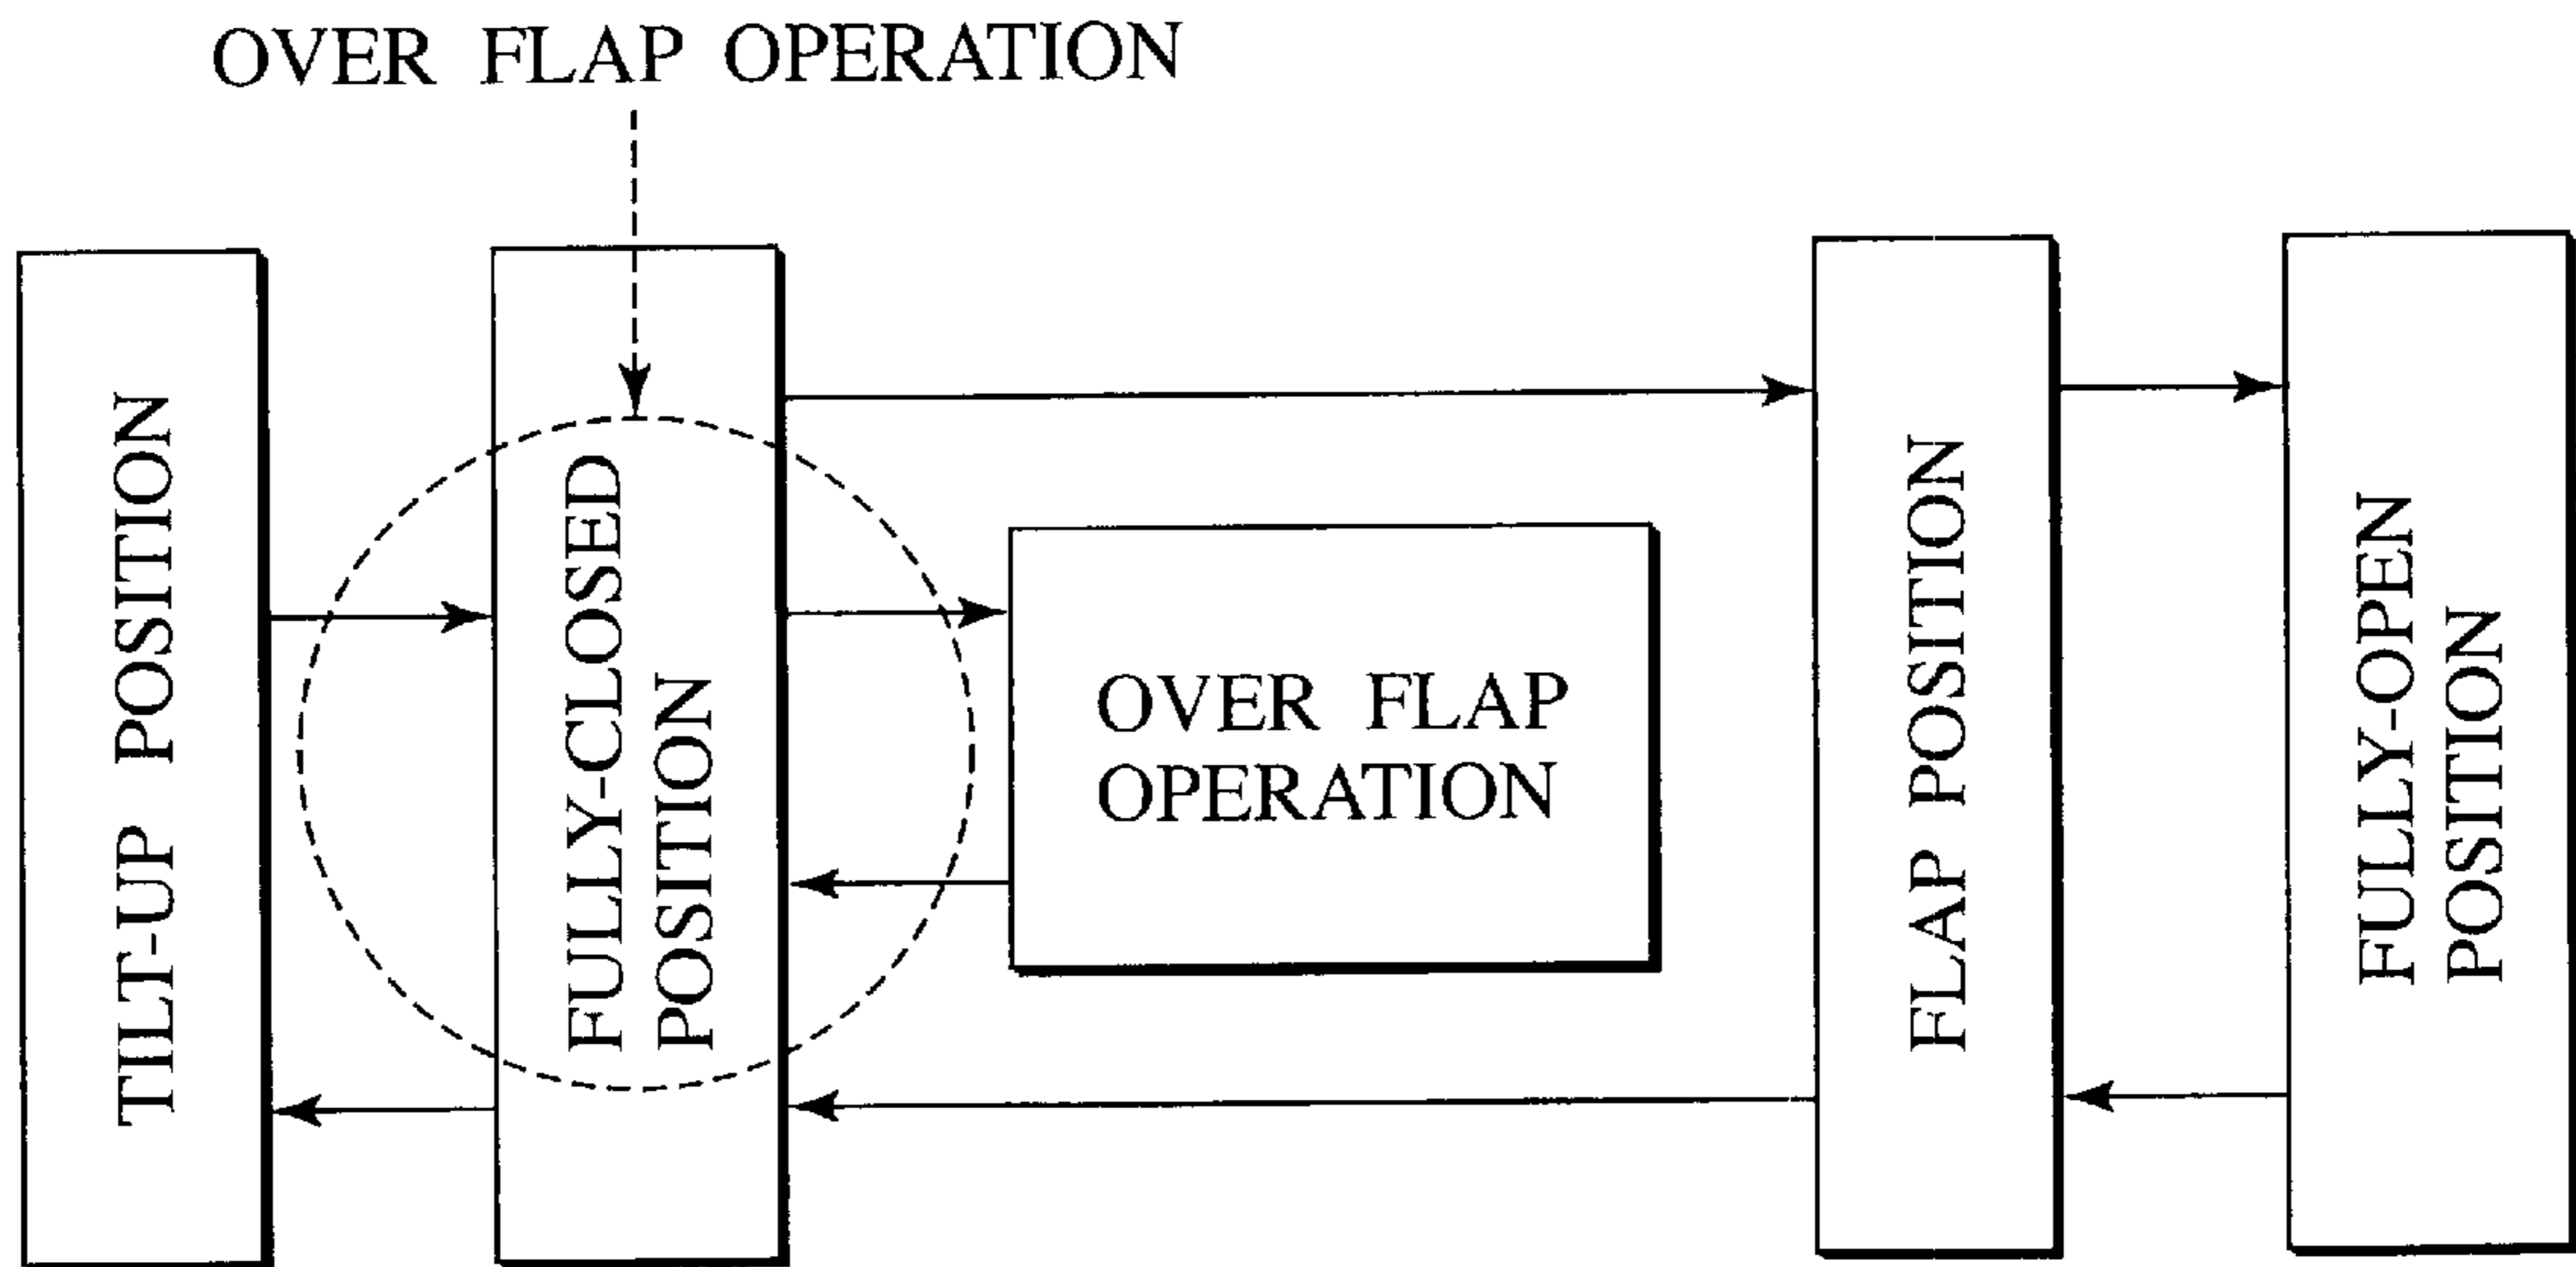 OVER FLAP OPERATION
TILT-UP POSITION
FULLY-CLOSED
POSITION
OVER FLAP
OPERATION
FLAP POSITION
FULLY-OPEN
POSITION